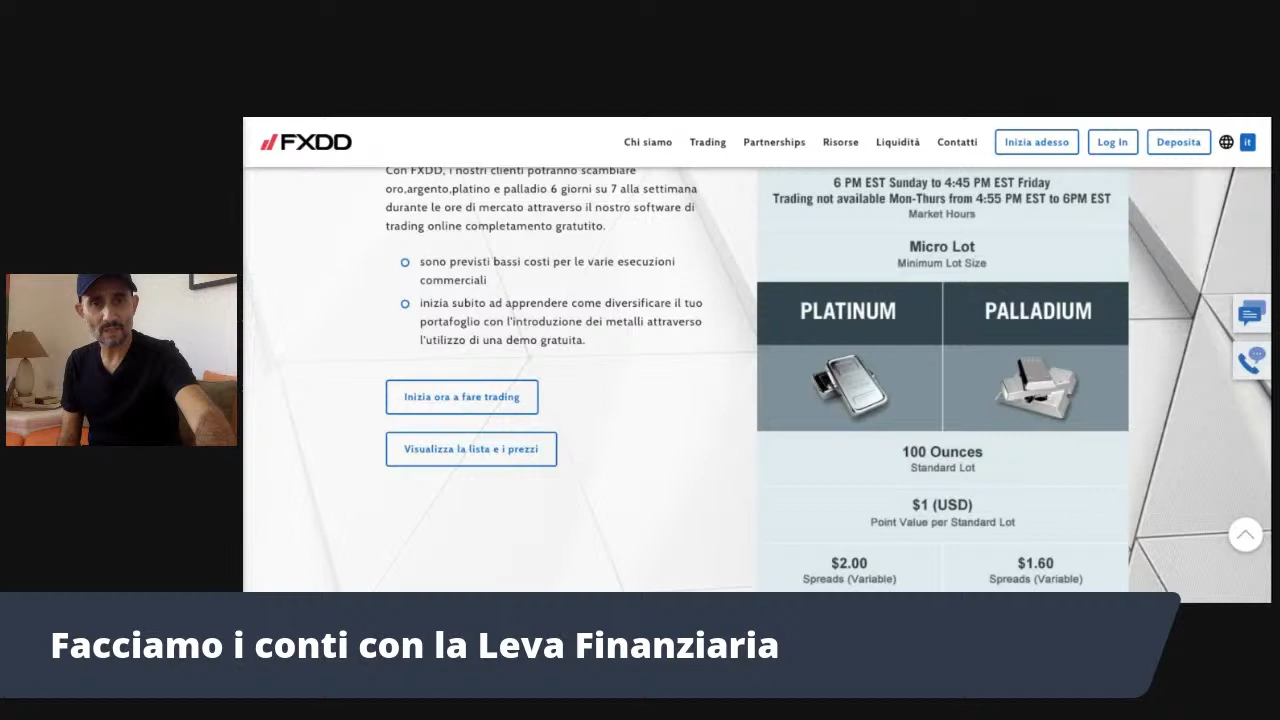 FXDD
Chi siamo
Trading
Partnerships
Risorse
Liquidità
Contatti
Inizia adesso
Log In
Deposita
it
Con FXDD, i nostri clienti potranno scambiare
oro,argento,platino e palladio 6 giorni su 7 alla settimana
durante le ore di mercato attraverso il nostro software di
trading online completamento gratutito.
sono previsti bassi costi per le varie esecuzioni
commerciali
inizia subito ad apprendere come diversificare il tuo
portafoglio con l'introduzione dei metalli attraverso
l'utilizzo di una demo gratuita.
Inizia ora a fare trading
Visualizza la lista e i prezzi
6 PM EST Sunday to 4:45 PM EST Friday
Trading not available Mon-Thurs from 4:55 PM EST to 6PM EST
Market Hours
Micro Lot
Minimum Lot Size
PLATINUM
PALLADIUM
100 Ounces
Standard Lot
$1 (USD)
Point Value per Standard Lot
$2.00
Spreads (Variable)
$1.60
Spreads (Variable)
Facciamo i conti con la Leva Finanziaria